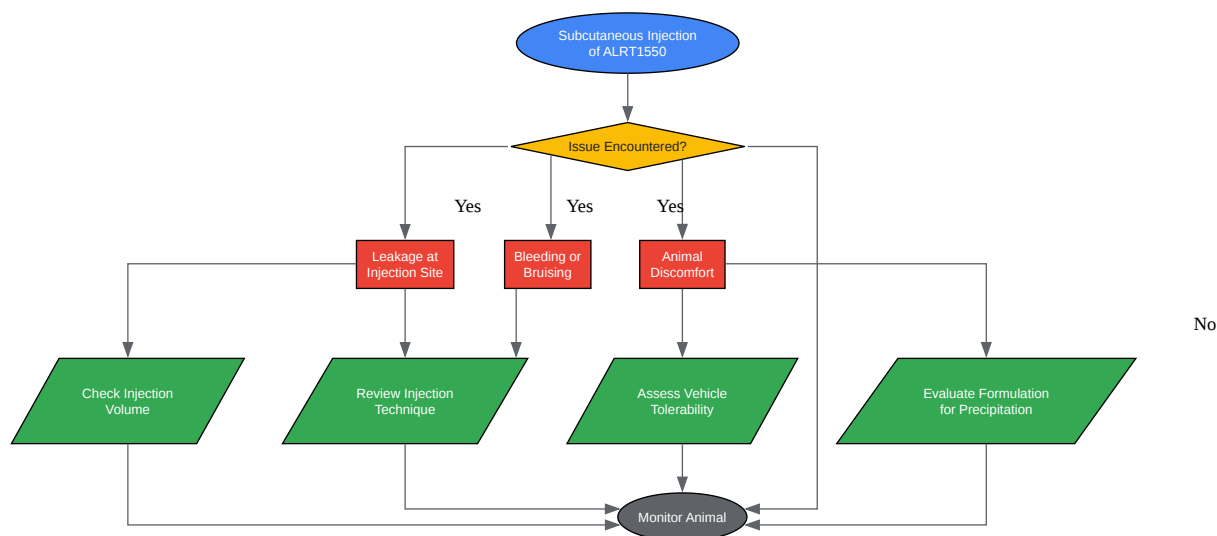 Subcutaneous Injection
of ALRT1550
Issue Encountered?
Yes
Yes
Yes
Leakage at
Injection Site
Bleeding or
Bruising
Animal
Discomfort
No
Check Injection
Volume
Review Injection
Technique
Assess Vehicle
Tolerability
Evaluate Formulation
for Precipitation
Monitor Animal